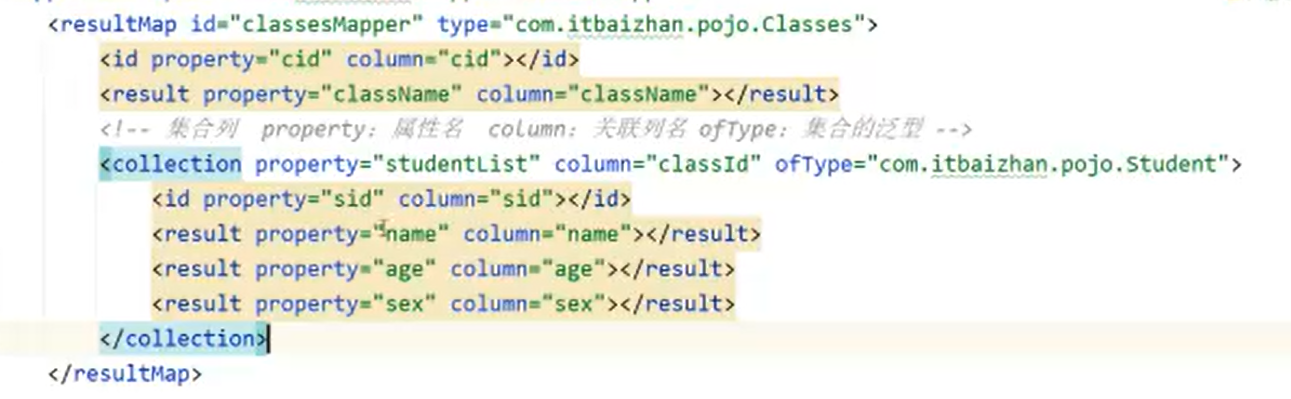 <resultMap id="classesMapper" type="com.itbaizhan.pojo.Classes">
<id property="cid" column="cid"></id>
<result property="className" column="className"></result>
<!-- 集合列  property：属性名  column：关联列名 ofType：集合的泛型 -->
<collection property="studentList" column="classId" ofType="com.itbaizhan.pojo.Student">
<id property="sid" column="sid"></id>
<result property="name" column="name"></result>
<result property="age" column="age"></result>
<result property="sex" column="sex"></result>
</collection>
</resultMap>